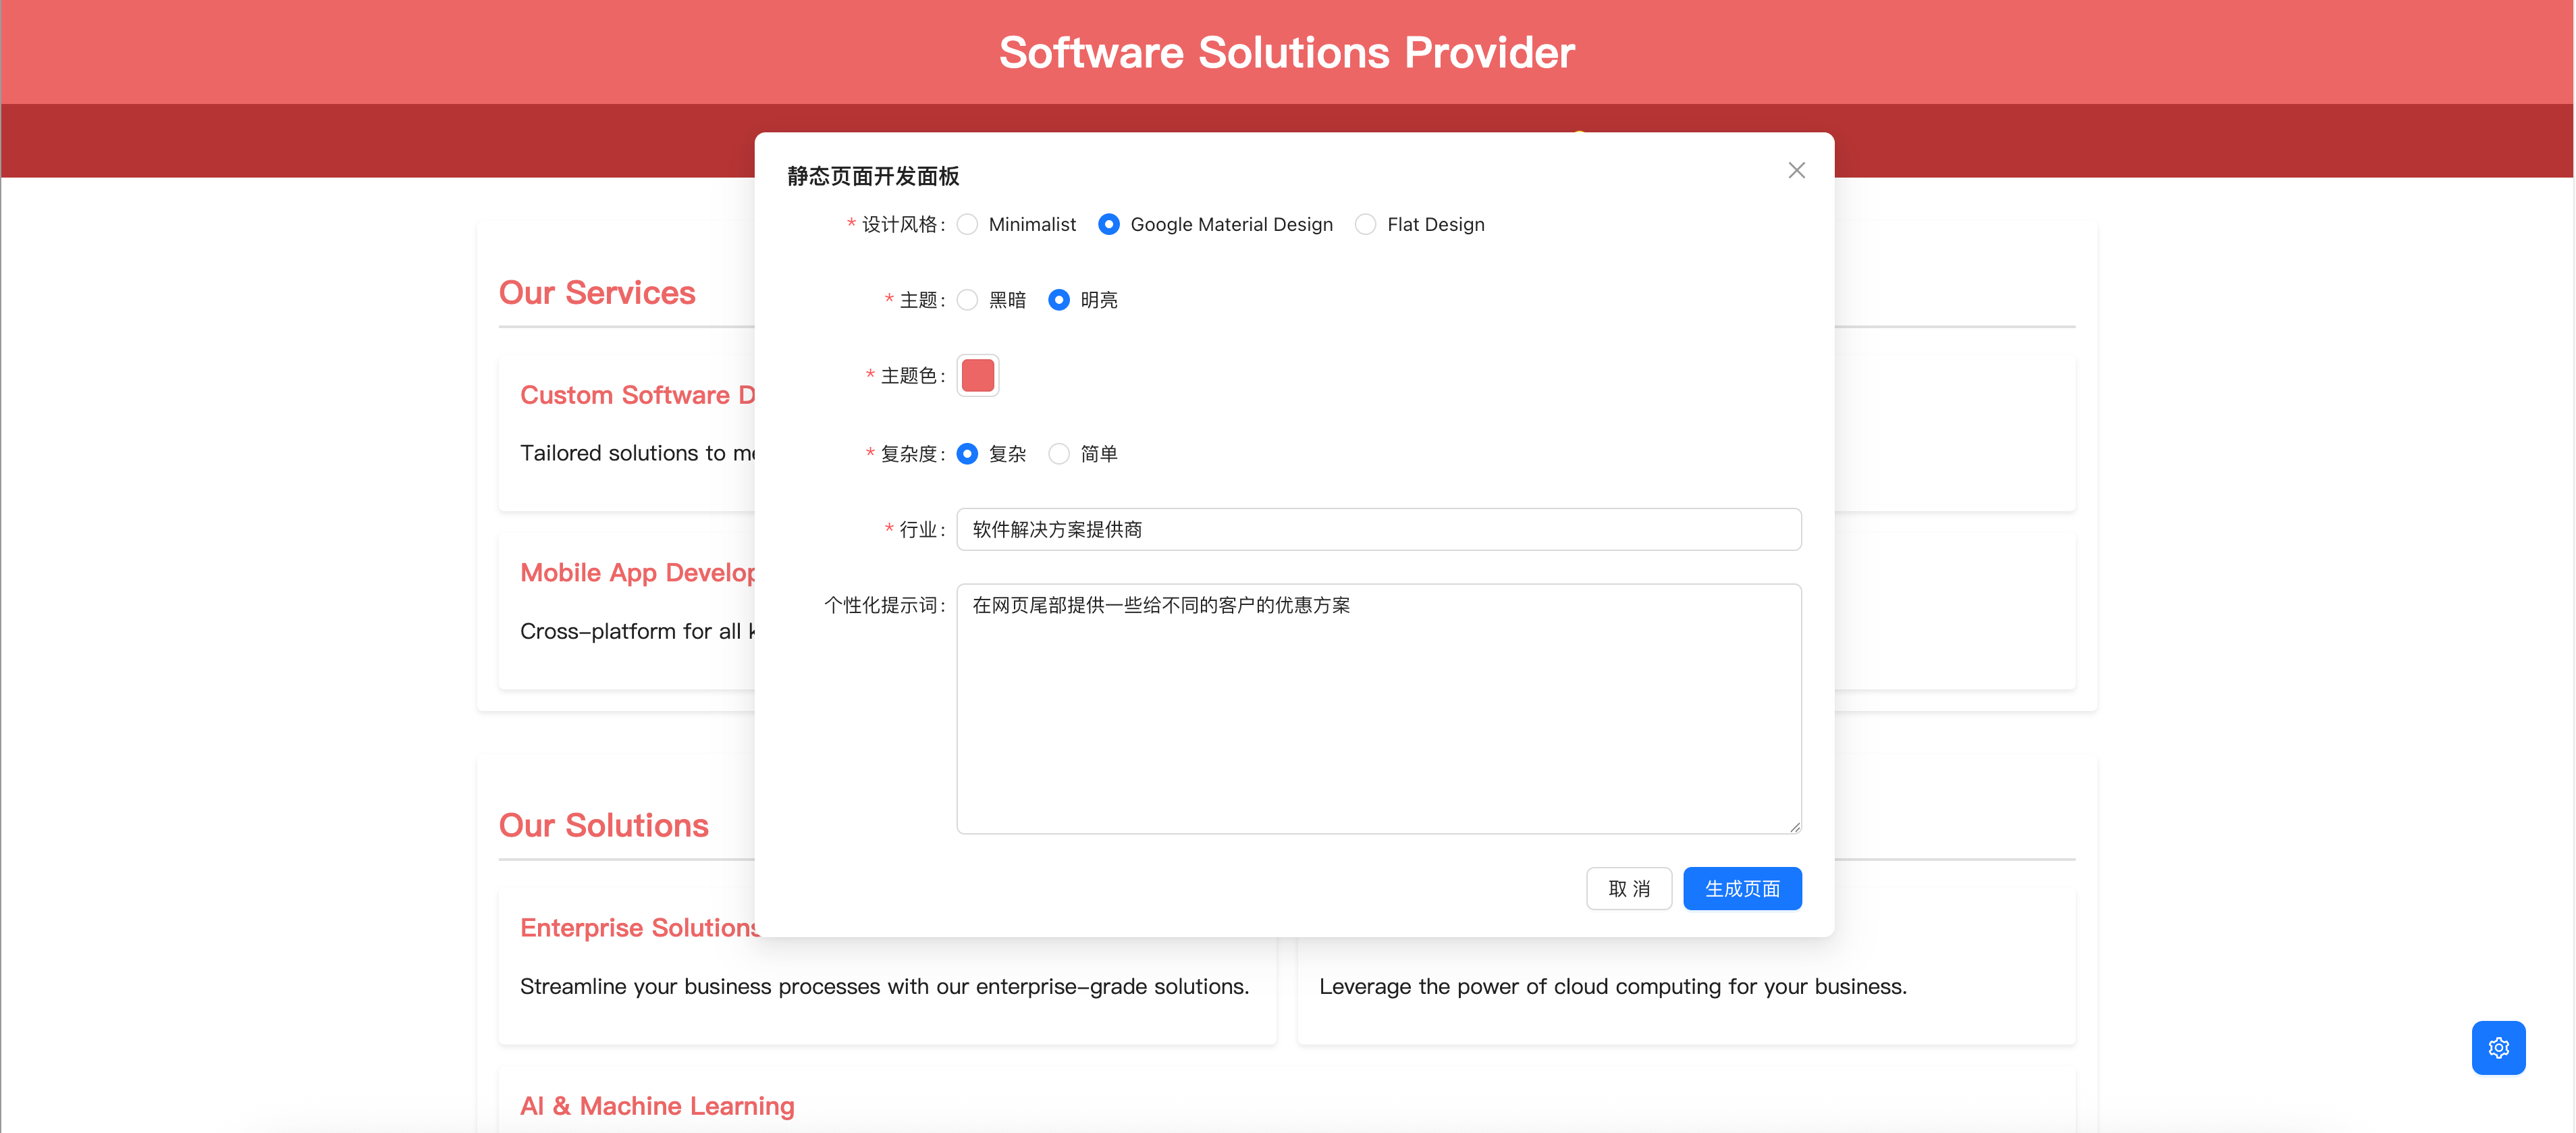 Software Solutions Provider
静态页面开发面板
* 设计风格: Minimalist Google Material Design Flat Design
* 主题: 黑暗 明亮
* 主题色:
* 复杂度: 复杂 简单
* 行业: 软件解决方案提供商
个性化提示词: 在网页尾部提供一些给不同的客户的优惠方案
取 消 生成页面
Our Services
Custom Software
Tailored solutions to
Mobile App
Cross-platform for all
Our Solutions
Enterprise Solutions
Streamline your business processes with our enterprise-grade solutions.
Leverage the power of cloud computing for your business.
AI & Machine Learning